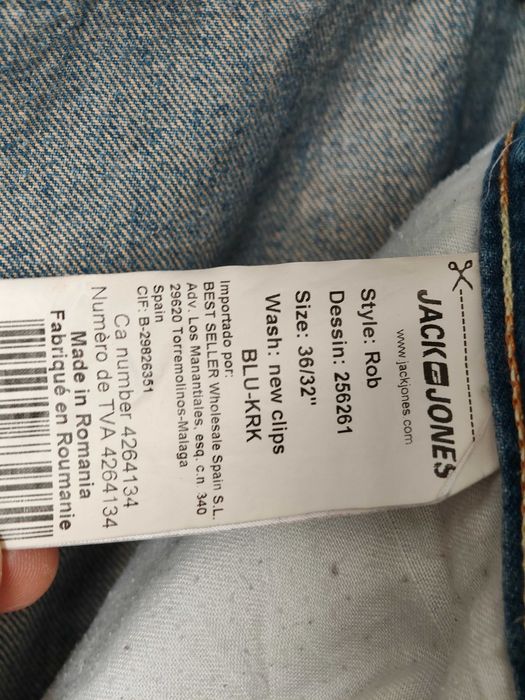 JACK & JONES
www.jackjones.com
Style: Rob
Dessin: 256261
Size: 36/32"
Wash: new clips
BLU-KRK
Importado por:
BEST SELLER Wholesale Spain S.L.
Adv. Los Manantiales, esq. c.n 340
29620 Torremolinos-Malaga
Spain
CIF: B-29826351
Ca number 4264134
Numèro de TVA 4264134
Made in Romania
Fabriqué en Roumanie